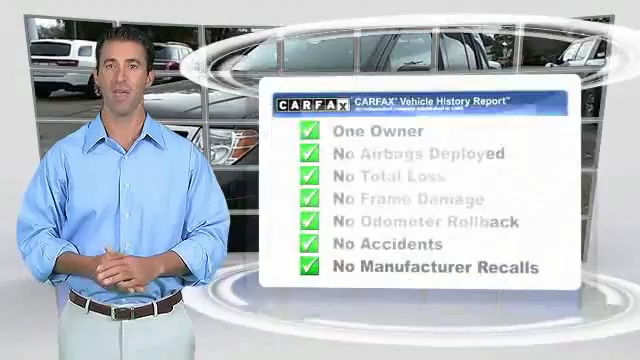 CARFAX CARFAX® Vehicle History Report™
One Owner
No Airbags Deployed
No Total Loss
No Frame Damage
No Odometer Rollback
No Accidents
No Manufacturer Recalls